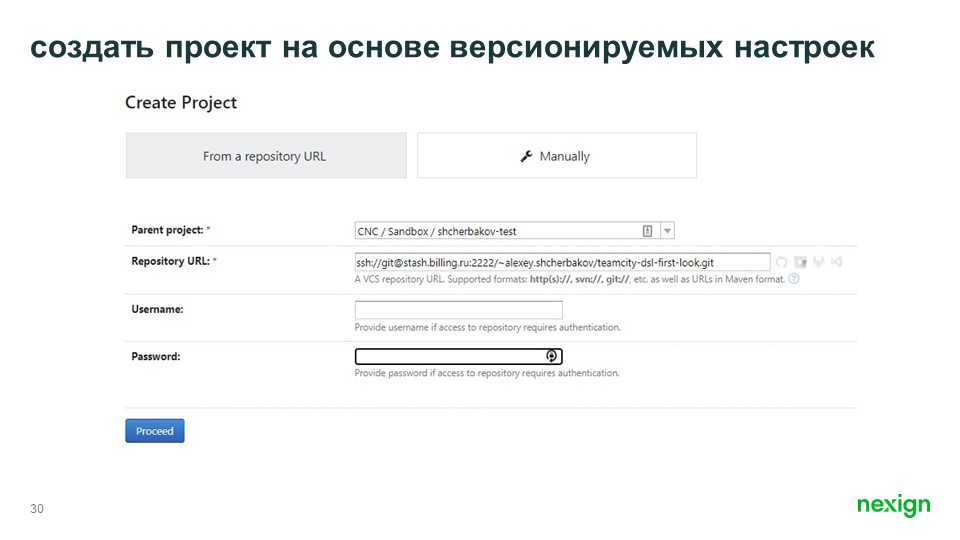 создать проект на основе версионируемых настроек
Create Project
From a repository URL
Manually
Parent project: *
CNC / Sandbox / shcherbakov-test
Repository URL: *
ssh://git@stash.billing.ru:2222/~alexey.shcherbakov/teamcity-dsl-first-look.git
A VCS repository URL. Supported formats: http(s)://, svn://, git://, etc. as well as URLs in Maven format. ?
Username:
Provide username if access to repository requires authentication.
Password:
Provide password if access to repository requires authentication.
Proceed
30
nexign